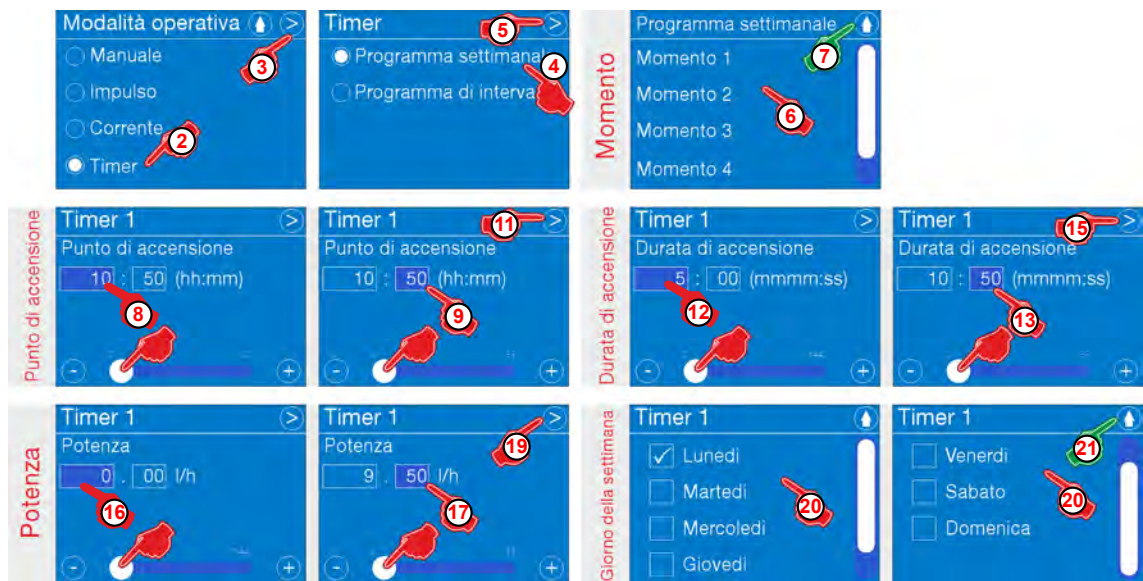 Modalità operativa >
Manuale
Impulso
Corrente
Timer
2
3
Timer >
Programma settimanale
Programma di interva
4
5
Momento
Programma settimanale
Momento 1
Momento 2
Momento 3
Momento 4
6
7
Punto di accensione
Timer 1 >
Punto di accensione
10 : 50 (hh:mm)
8
- +
Timer 1 >
Punto di accensione
10 : 50 (hh:mm)
9
11
- +
Durata di accensione
Timer 1 >
Durata di accensione
5 : 00 (mmmm:ss)
12
- +
Timer 1 >
Durata di accensione
10 : 50 (mmmm:ss)
13
15
- +
Potenza
Timer 1 >
Potenza
0 . 00 l/h
16
- +
Timer 1 >
Potenza
9 . 50 l/h
17
19
- +
Giorno della settimana
Timer 1
Lunedi
Martedi
Mercoledi
Giovedi
20
Timer 1
Venerdi
Sabato
Domenica
20
21